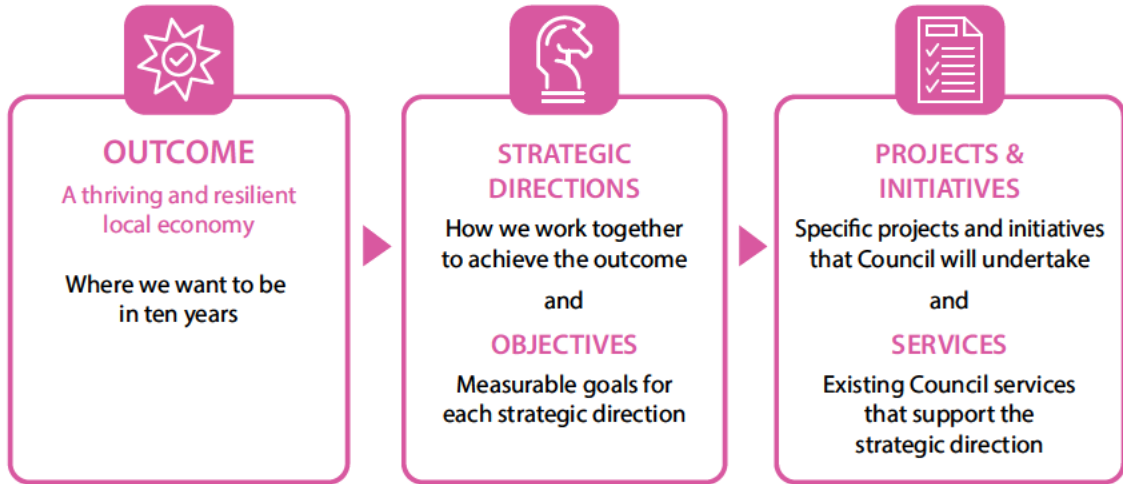 OUTCOME
A thriving and resilient
local economy
Where we want to be
in ten years
STRATEGIC
DIRECTIONS
How we work together
to achieve the outcome
and
OBJECTIVES
Measurable goals for
each strategic direction
PROJECTS &
INITIATIVES
Specific projects and initiatives
that Council will undertake
and
SERVICES
Existing Council services
that support the
strategic direction